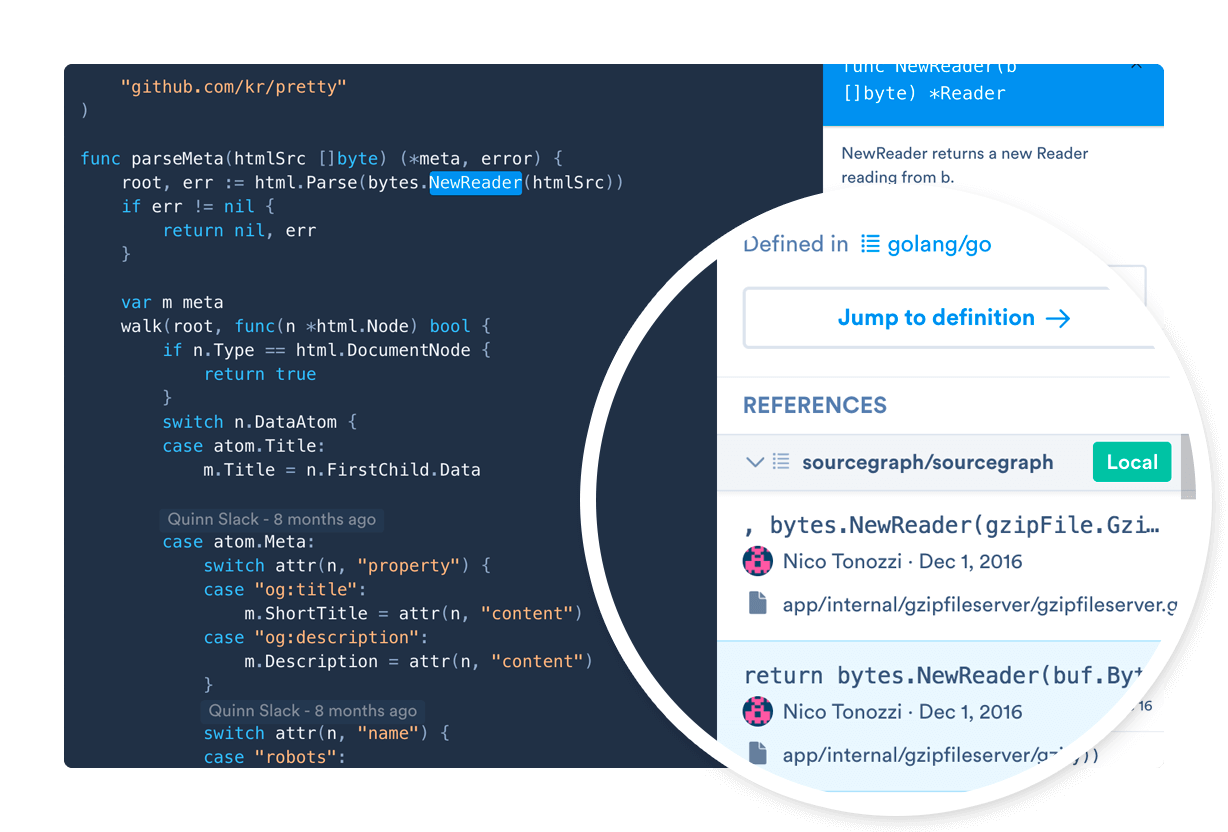 "github.com/kr/pretty"
)
func parseMeta(htmlSrc []byte) (*meta, error) {
root, err := html.Parse(bytes.NewReader(htmlSrc))
if err != nil {
return nil, err
}
var m meta
walk(root, func(n *html.Node) bool {
if n.Type == html.DocumentNode {
return true
}
switch n.DataAtom {
case atom.Title:
m.Title = n.FirstChild.Data
Quinn Slack - 8 months ago
case atom.Meta:
switch attr(n, "property") {
case "og:title":
m.ShortTitle = attr(n, "content")
case "og:description":
m.Description = attr(n, "content")
}
Quinn Slack - 8 months ago
switch attr(n, "name") {
case "robots":
func NewReader(b
[]byte) *Reader
NewReader returns a new Reader
reading from b.
Defined in golang/go
Jump to definition →
REFERENCES
sourcegraph/sourcegraph Local
, bytes.NewReader(gzipFile.Gzi…
Nico Tonozzi · Dec 1, 2016
app/internal/gzipfileserver/gzipfileserver.g
return bytes.NewReader(buf.Byt
Nico Tonozzi · Dec 1, 2016
16
app/internal/gzipfileserver/gzip
))